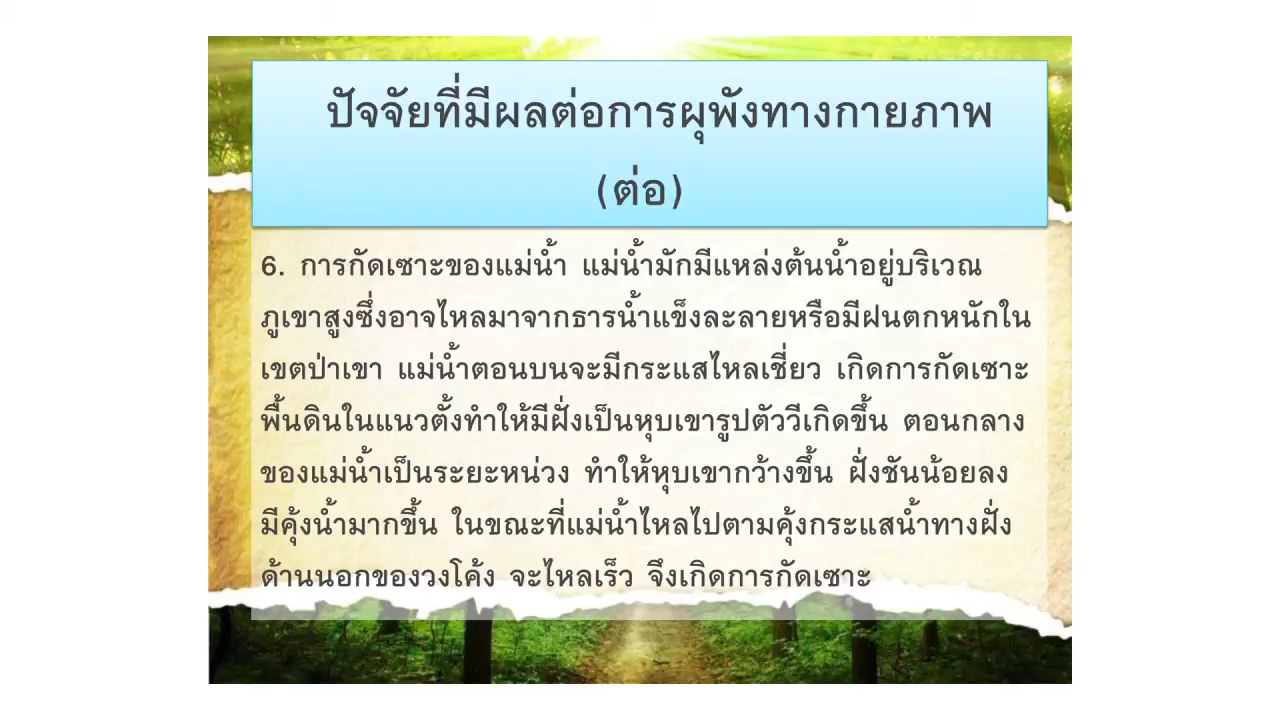 ปัจจัยที่มีผลต่อการผุพังทางกายภาพ
(ต่อ)
6. การกัดเซาะของแม่น้ำ แม่น้ำมักมีแหล่งต้นน้ำอยู่บริเวณ
ภูเขาสูงซึ่งอาจไหลมาจากธารน้ำแข็งละลายหรือมีฝนตกหนักใน
เขตป่าเขา แม่น้ำตอนบนจะมีกระแสไหลเชี่ยว เกิดการกัดเซาะ
พื้นดินในแนวตั้งทำให้มีฝั่งเป็นหุบเขารูปตัววีเกิดขึ้น ตอนกลาง
ของแม่น้ำเป็นระยะหน่วง ทำให้หุบเขากว้างขึ้น ฝั่งชันน้อยลง
มีคุ้งน้ำมากขึ้น ในขณะที่แม่น้ำไหลไปตามคุ้งกระแสน้ำทางฝั่ง
ด้านนอกของวงโค้ง จะไหลเร็ว จึงเกิดการกัดเซาะ